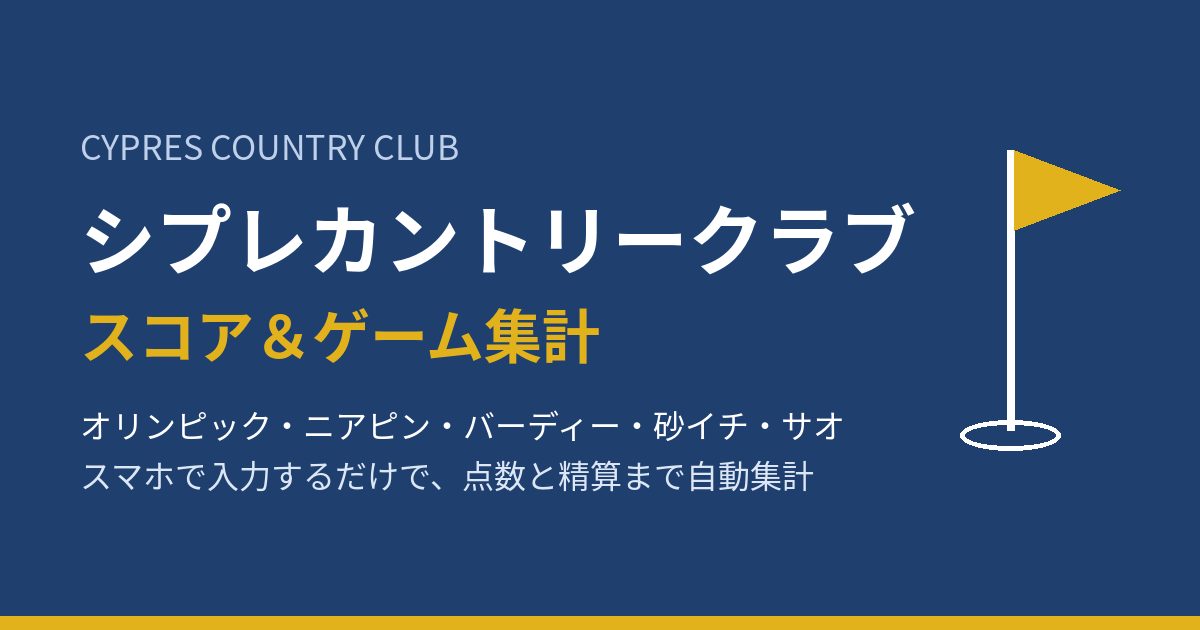 CYPRES COUNTRY CLUB
シプレカントリークラブ
スコア＆ゲーム集計
オリンピック・ニアピン・バーディー・砂イチ・サオ
スマホで入力するだけで、点数と精算まで自動集計